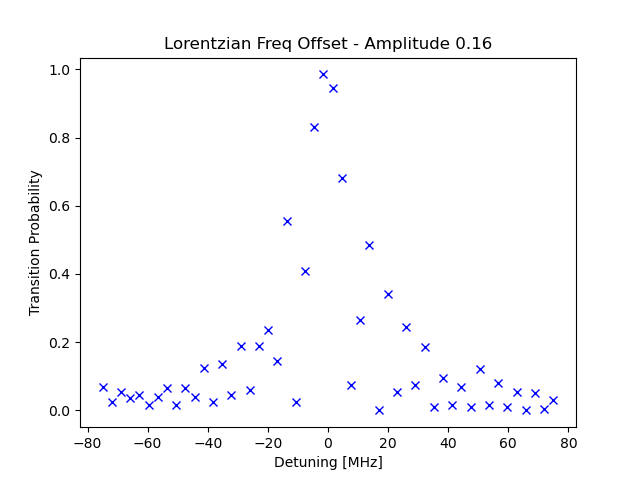 Lorentzian Freq Offset - Amplitude 0.16
1.0
0.8
0.6
0.4
0.2
0.0
Transition Probability
−80 −60 −40 −20 0 20 40 60 80
Detuning [MHz]